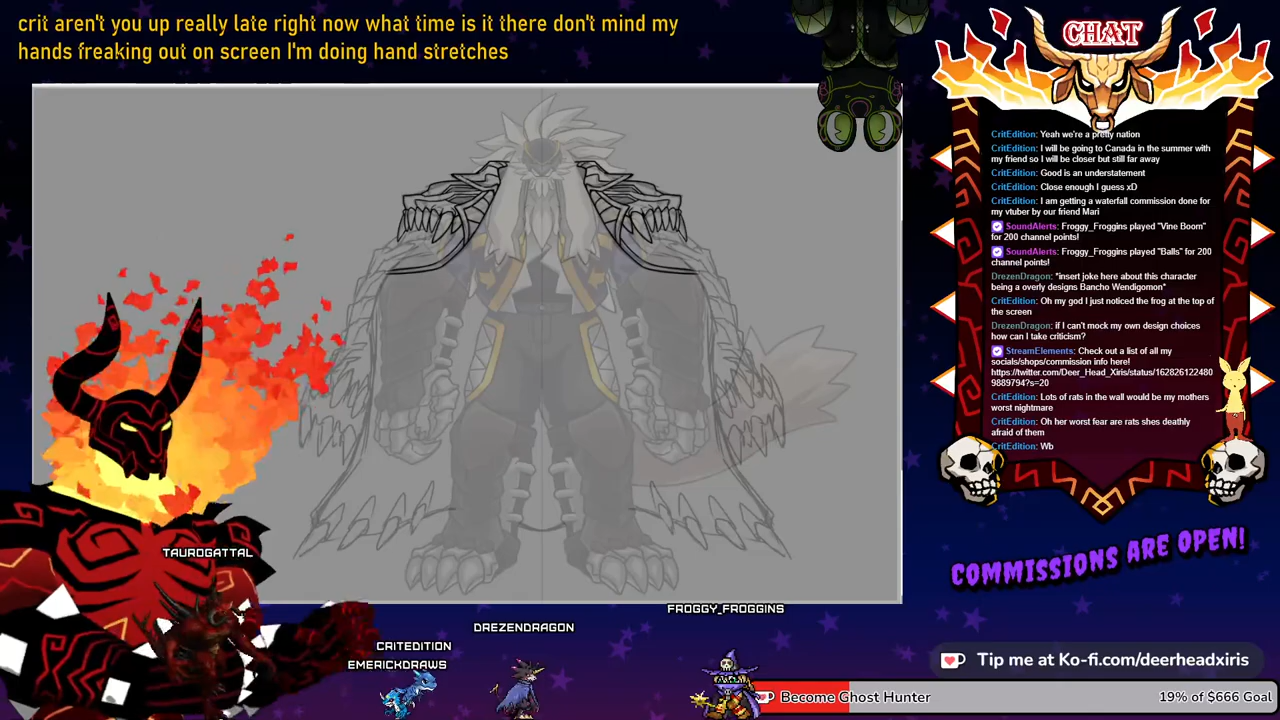 crit aren't you up really late right now what time is it there don't mind my
hands freaking out on screen I'm doing hand stretches
CHAT
CritEdition: Yeah we're a pretty nation
CritEdition: I will be going to Canada in the summer with
my friend so I will be closer but still far away
CritEdition: Good is an understatement
CritEdition: Close enough I guess xD
CritEdition: I am getting a waterfall commission done for
my vtuber by our friend Mari
SoundAlerts: Froggy_Froggins played "Vine Boom"
for 200 channel points!
SoundAlerts: Froggy_Froggins played "Balls" for 200
channel points!
DrezenDragon: *insert joke here about this character
being a overly designs Bancho Wendigomon*
CritEdition: Oh my god I just noticed the frog at the top of
the screen
DrezenDragon: if I can't mock my own design choices
how can I take criticism?
StreamElements: Check out a list of all my
socials/shops/commission info here!
https://twitter.com/Deer_Head_Xiris/status/162826122480
9889794?s=20
CritEdition: Lots of rats in the wall would be my mothers
worst nightmare
CritEdition: Oh her worst fear are rats shes deathly
afraid of them
CritEdition: Wb
TAUROGATTAL
COMMISSIONS ARE OPEN!
FROGGY_FROGGINS
DREZENDRAGON
CRITEDITION
EMERICKDRAWS
Tip me at Ko-fi.com/deerheadxiris
Become Ghost Hunter
19% of $666 Goal